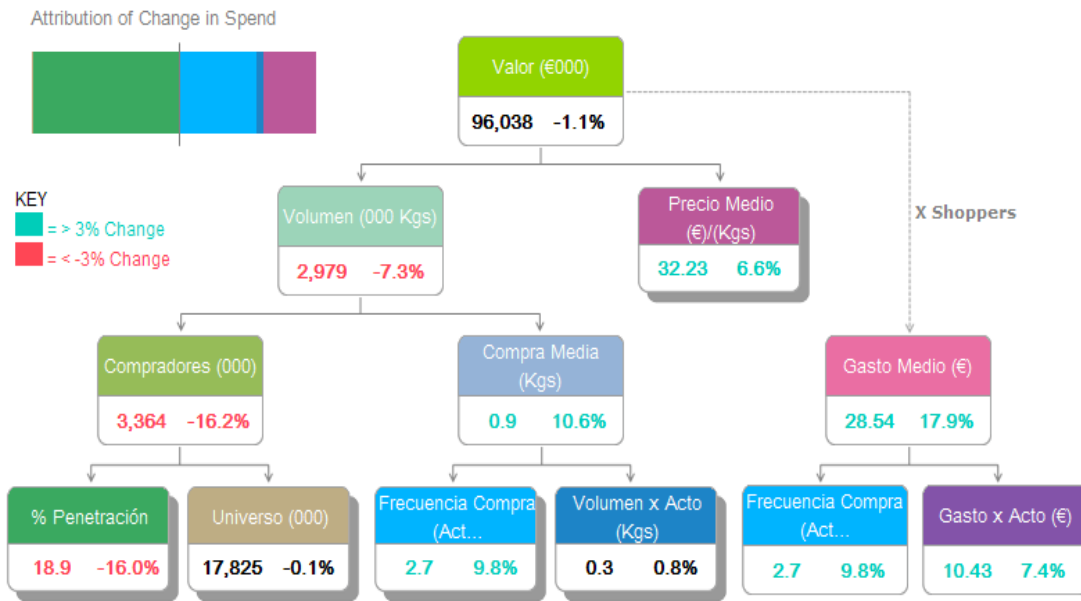 Attribution of Change in Spend
Valor (€000)
96,038 -1.1%
KEY
= > 3% Change
= < -3% Change
Volumen (000 Kgs)
2,979 -7.3%
Precio Medio
(€)/(Kgs)
32.23 6.6%
X Shoppers
Compradores (000)
3,364 -16.2%
Compra Media
(Kgs)
0.9 10.6%
Gasto Medio (€)
28.54 17.9%
% Penetración
18.9 -16.0%
Universo (000)
17,825 -0.1%
Frecuencia Compra
(Act...
2.7 9.8%
Volumen x Acto
(Kgs)
0.3 0.8%
Frecuencia Compra
(Act...
2.7 9.8%
Gasto x Acto (€)
10.43 7.4%